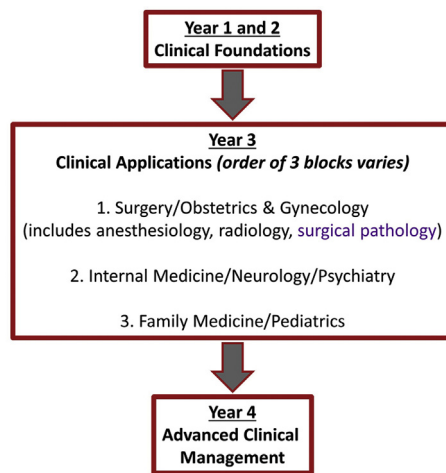 Year 1 and 2
Clinical Foundations
Year 3
Clinical Applications (order of 3 blocks varies)
1. Surgery/Obstetrics & Gynecology
(includes anesthesiology, radiology, surgical pathology)
2. Internal Medicine/Neurology/Psychiatry
3. Family Medicine/Pediatrics
Year 4
Advanced Clinical
Management